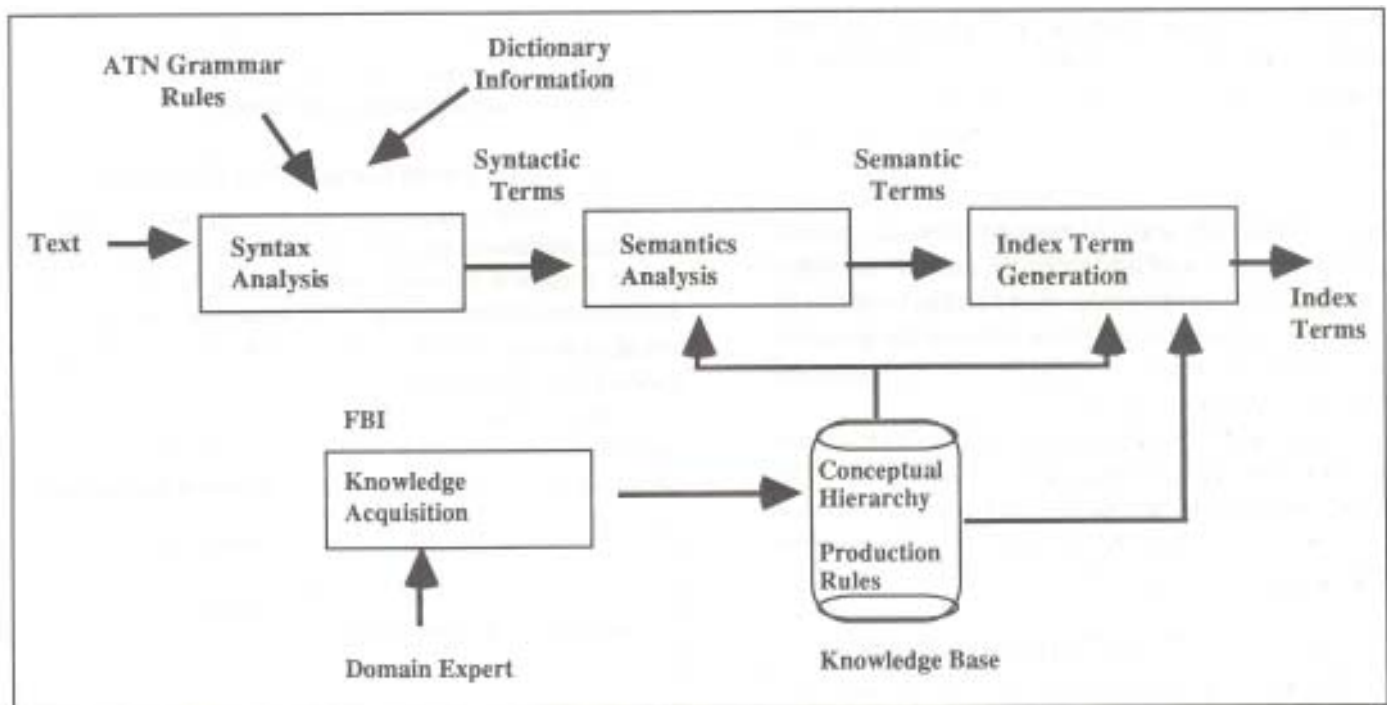 ATN Grammar
Rules
Dictionary
Information
Syntactic
Terms
Semantic
Terms
Text
Syntax
Analysis
Semantics
Analysis
Index Term
Generation
Index
Terms
FBI
Knowledge
Acquisition
Conceptual
Hierarchy
Production
Rules
Domain Expert
Knowledge Base